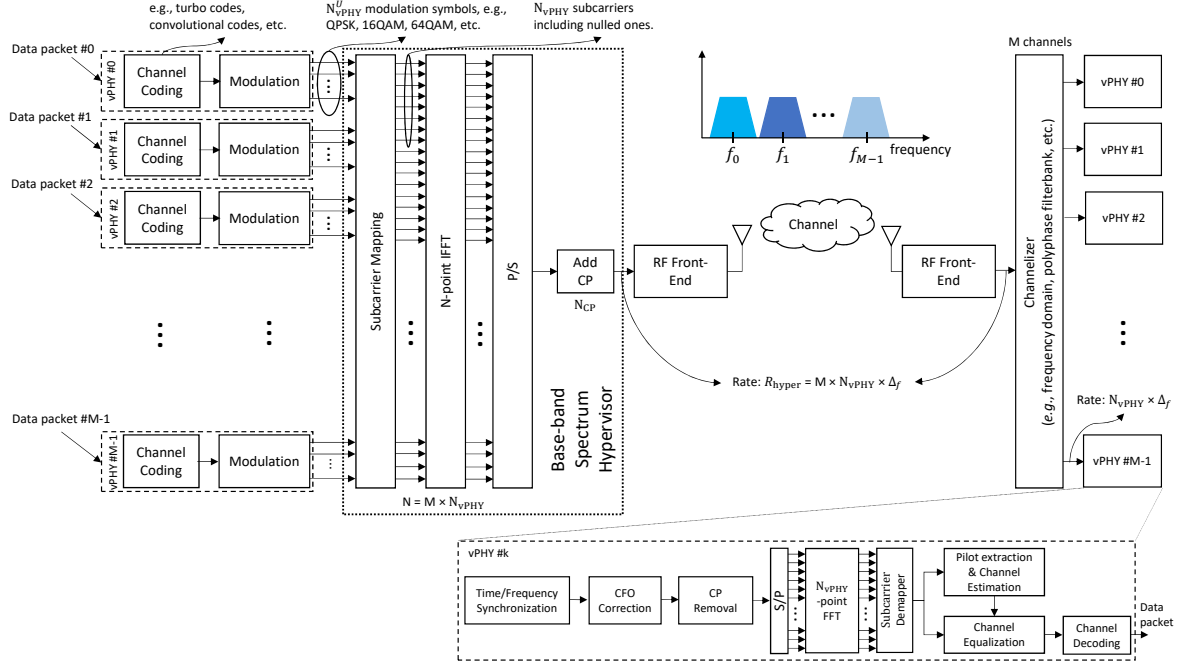 e.g., turbo codes,
convolutional codes, etc.
N_vPHY^U modulation symbols, e.g.,
QPSK, 16QAM, 64QAM, etc.
N_vPHY subcarriers
including nulled ones.
Data packet #0
vPHY #0
Channel
Coding
Modulation
Data packet #1
vPHY #1
Channel
Coding
Modulation
Data packet #2
vPHY #2
Channel
Coding
Modulation
Data packet #M-1
vPHY #M-1
Channel
Coding
Modulation
Subcarrier Mapping
N-point IFFT
P/S
Add
CP
N_CP
N = M × N_vPHY
Base-band
Spectrum
Hypervisor
RF Front-
End
Channel
RF Front-
End
f_0
f_1
f_{M−1}
frequency
Rate: R_hyper = M × N_vPHY × Δ_f
M channels
Channelizer
(e.g., frequency domain, polyphase filterbank, etc.)
vPHY #0
vPHY #1
vPHY #2
Rate: N_vPHY × Δ_f
vPHY #M-1
vPHY #k
Time/Frequency
Synchronization
CFO
Correction
CP
Removal
S/P
N_vPHY
-point
FFT
Subcarrier
Demapper
Pilot extraction
& Channel
Estimation
Channel
Equalization
Channel
Decoding
Data
packet